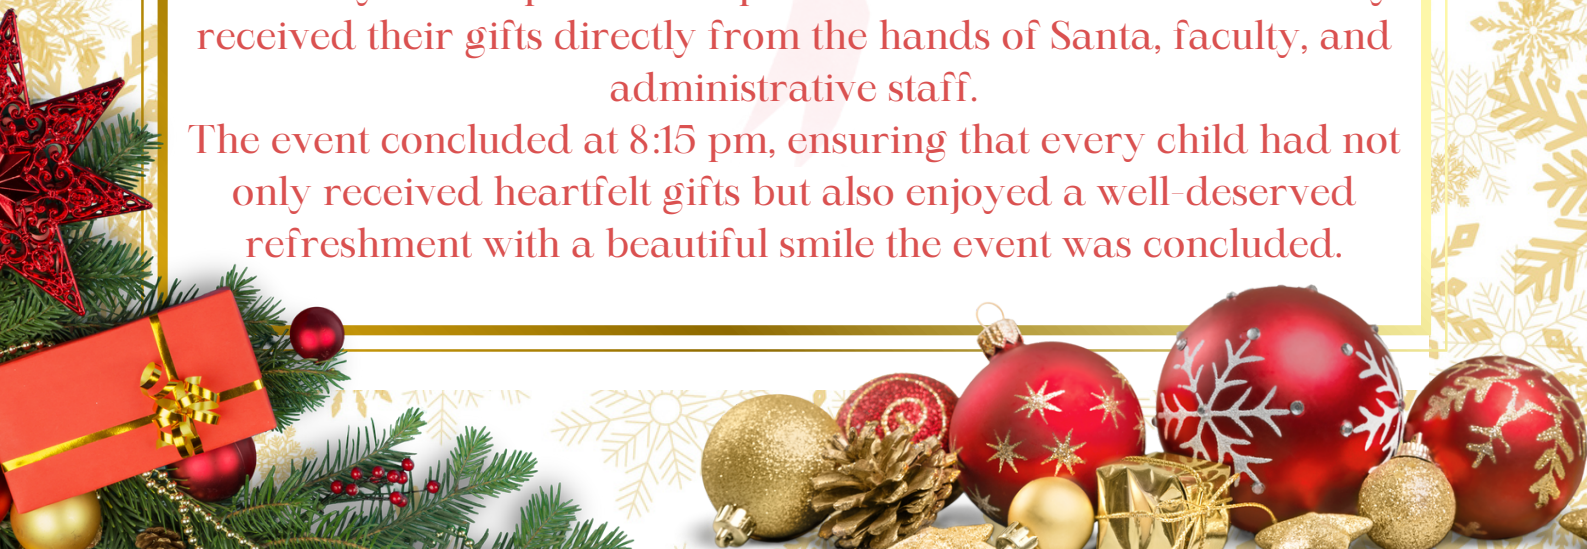 received their gifts directly from the hands of Santa, faculty, and
administrative staff.
The event concluded at 8:15 pm, ensuring that every child had not
only received heartfelt gifts but also enjoyed a well-deserved
refreshment with a beautiful smile the event was concluded.